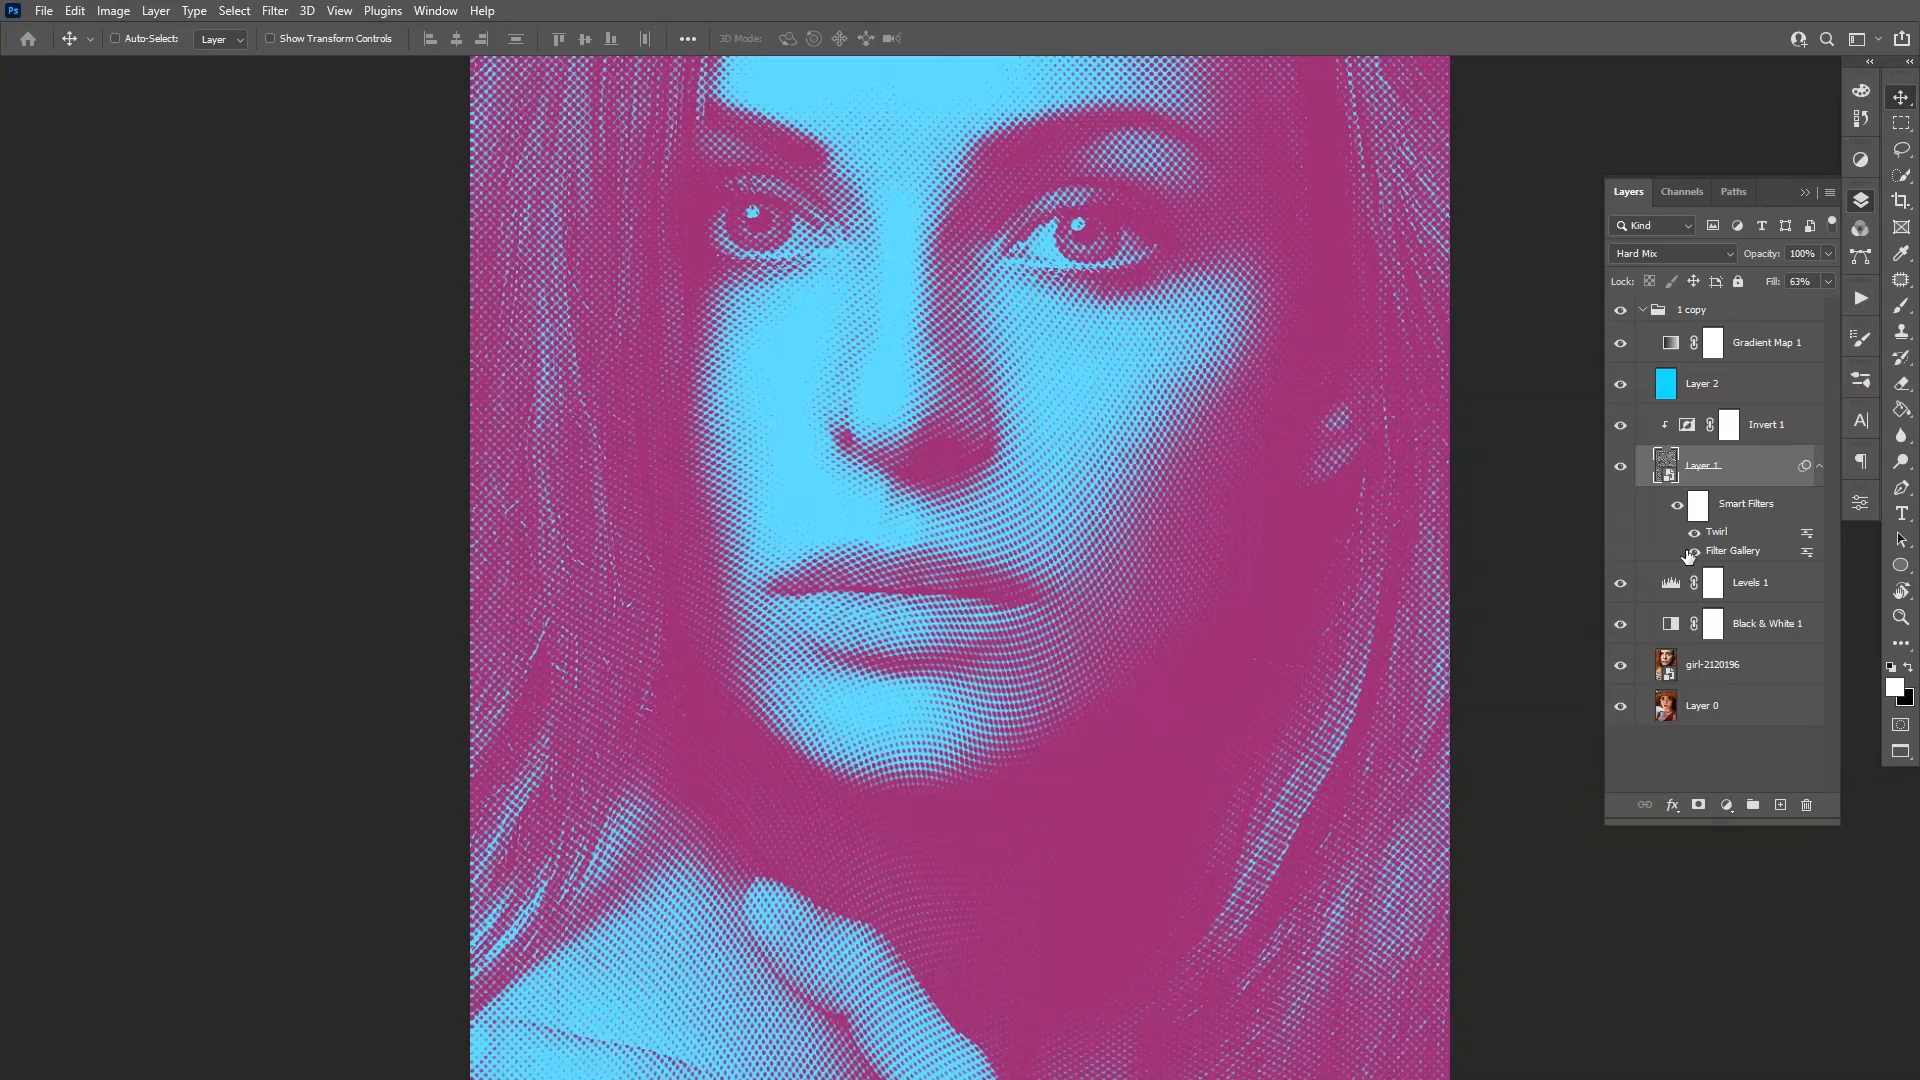 Ps File Edit Image Layer Type Select Filter 3D View Plugins Window Help
Auto-Select: Layer Show Transform Controls 3D Mode:
Layers Channels Paths
Kind
Hard Mix Opacity: 100%
Lock: Fill: 63%
1 copy
Gradient Map 1
Layer 2
Invert 1
Layer 1
Smart Filters
Twirl
Filter Gallery
Levels 1
Black & White 1
girl-2120196
Layer 0